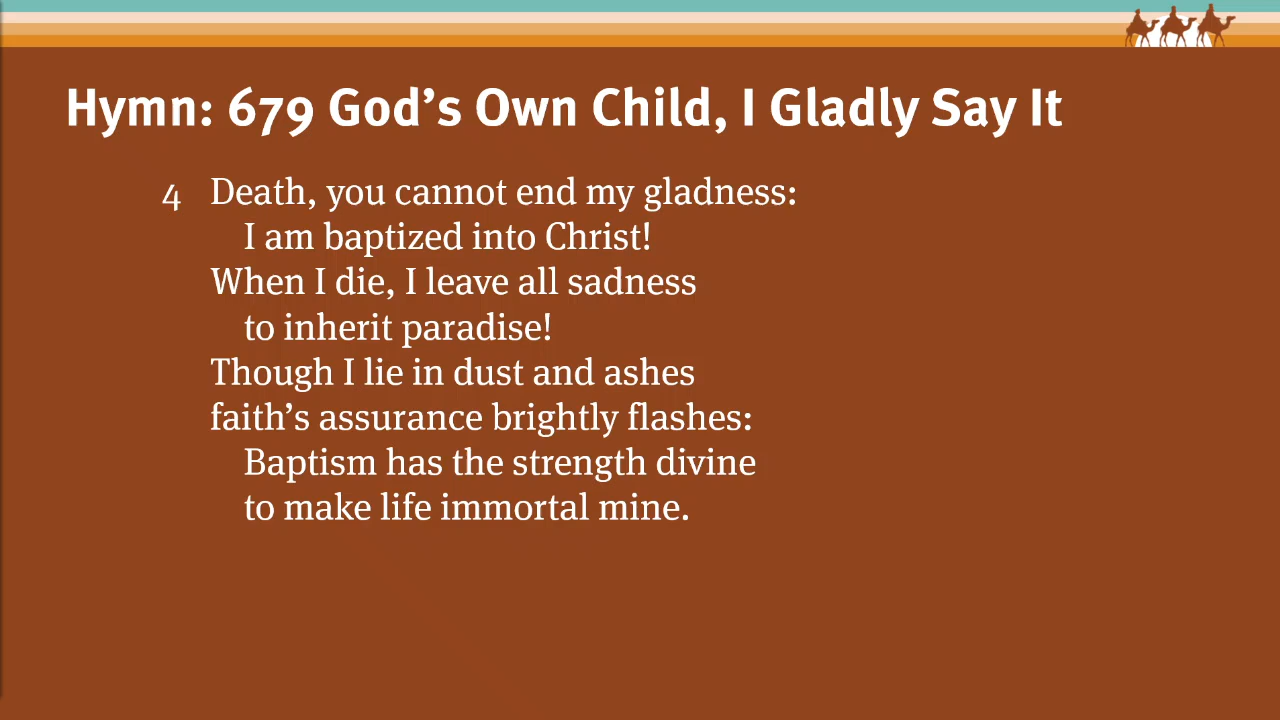 Hymn: 679 God’s Own Child, I Gladly Say It
4 Death, you cannot end my gladness:
I am baptized into Christ!
When I die, I leave all sadness
to inherit paradise!
Though I lie in dust and ashes
faith’s assurance brightly flashes:
Baptism has the strength divine
to make life immortal mine.